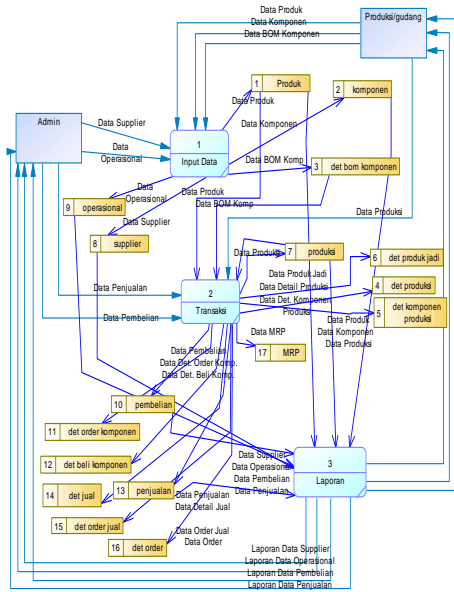 Data Produk
Data Komponen
Data BOM Komponen
Produksi/gudang
1 Produk
2 komponen
Data Produk
Admin
Data Supplier
Data Komponen
1
Input Data
Data
Operasional
Data BOM Komp
3 det bom komponen
Data
Operasional
Data Produk
Data BOM Komp
9 operasional
Data Supplier
Data Produksi
8 supplier
Data Produksi
7 produksi
6 det produk jadi
Data Produk Jadi
Data Detail Produksi
Data Det. Komponen
Produksi
4 det produksi
2
Transaksi
Data Penjualan
Data Pembelian
5 det komponen
produksi
Data Produk
Data Komponen
Data Produksi
Data MRP
17 MRP
Data Pembelian
Data Det. Order Komp.
Data Det. Beli Komp.
10 pembelian
11 det order komponen
12 det beli komponen
Data Supplier
Data Operasional
Data Pembelian
Data Penjualan
3
Laporan
13 penjualan
14 det jual
Data Penjualan
Data Detail Jual
15 det order jual
Data Order Jual
Data Order
16 det order
Laporan Data Supplier
Laporan Data Operasional
Laporan Data Pembelian
Laporan Data Penjualan